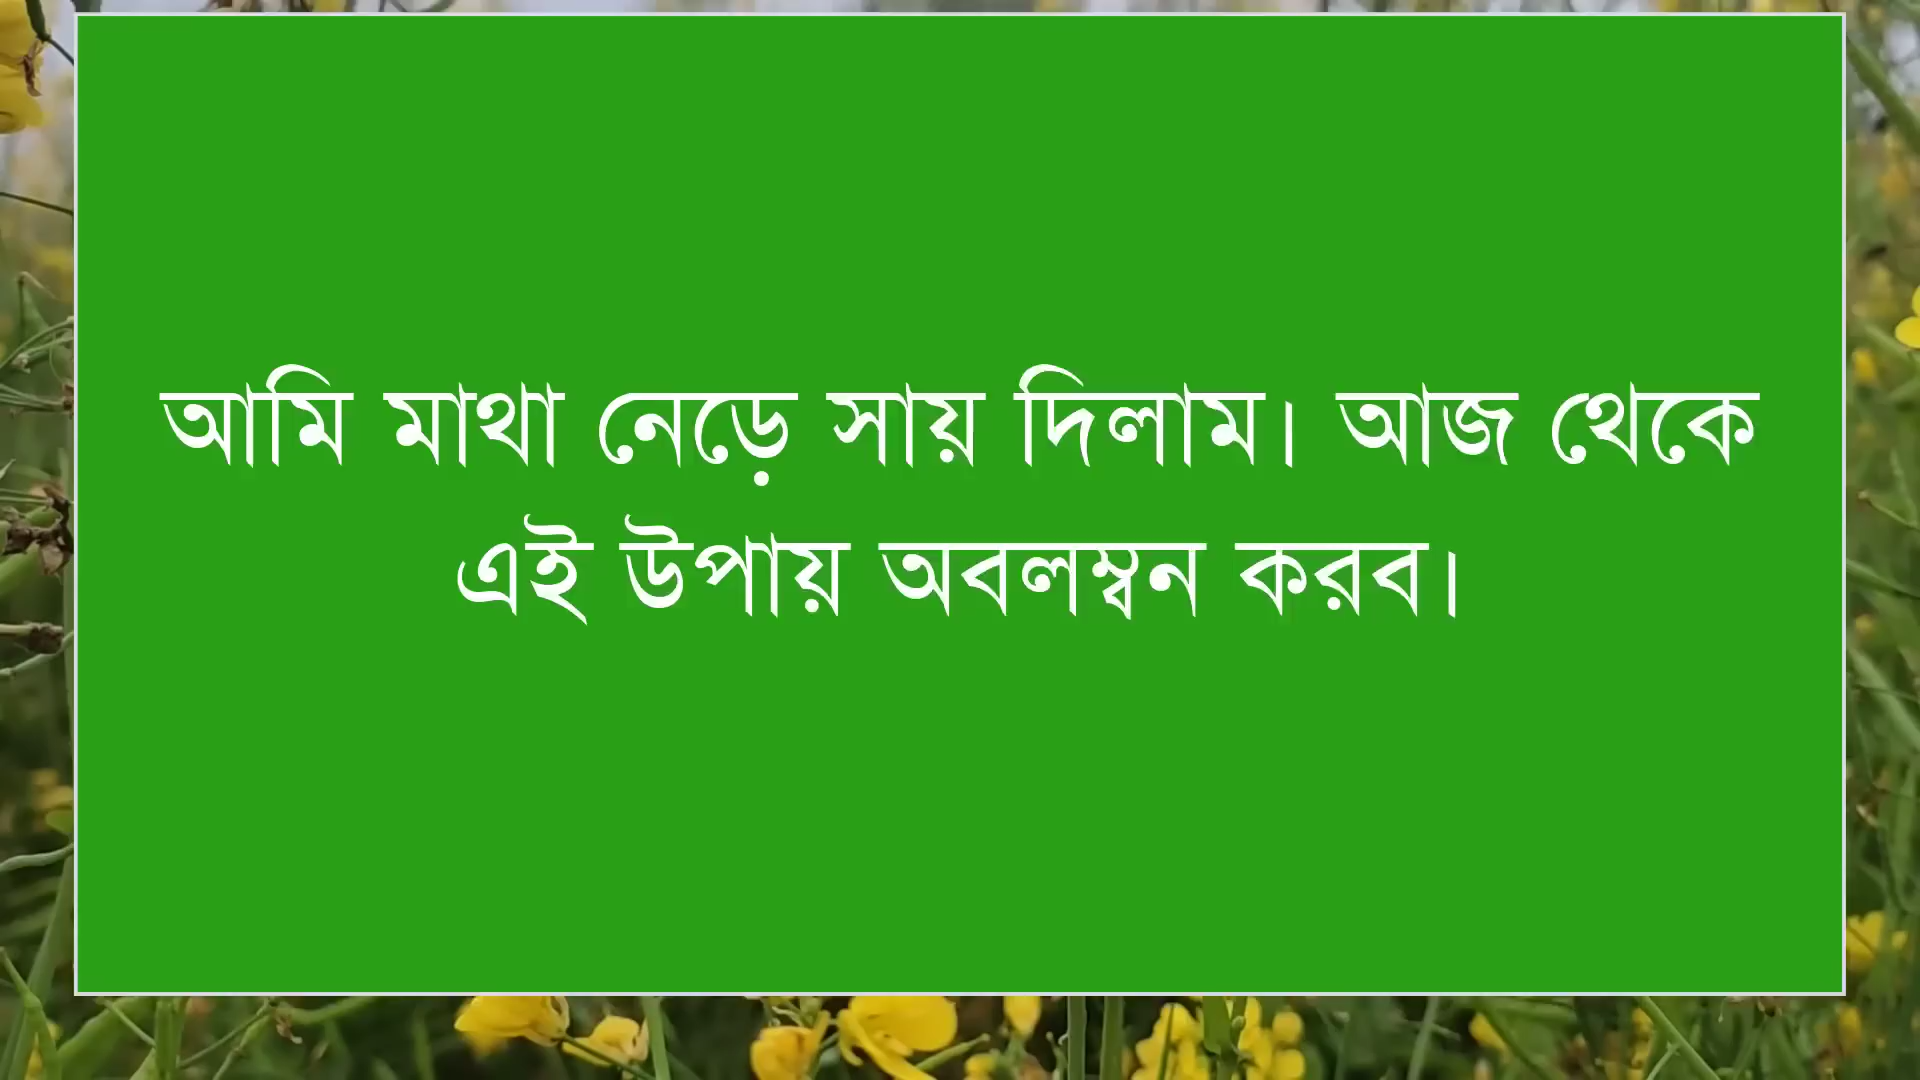 আমি মাথা নেড়ে সায় দিলাম। আজ থেকে
এই উপায় অবলম্বন করব।